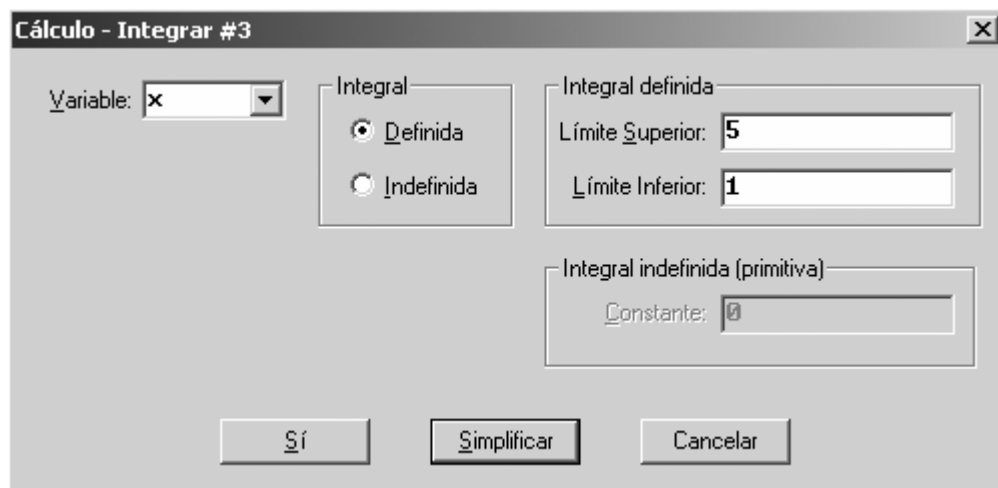 Cálculo - Integrar #3
Variable: x
Integral
Definida
Indefinida
Integral definida
Límite Superior: 5
Límite Inferior: 1
Integral indefinida (primitiva)
Constante: 0
Sí Simplificar Cancelar